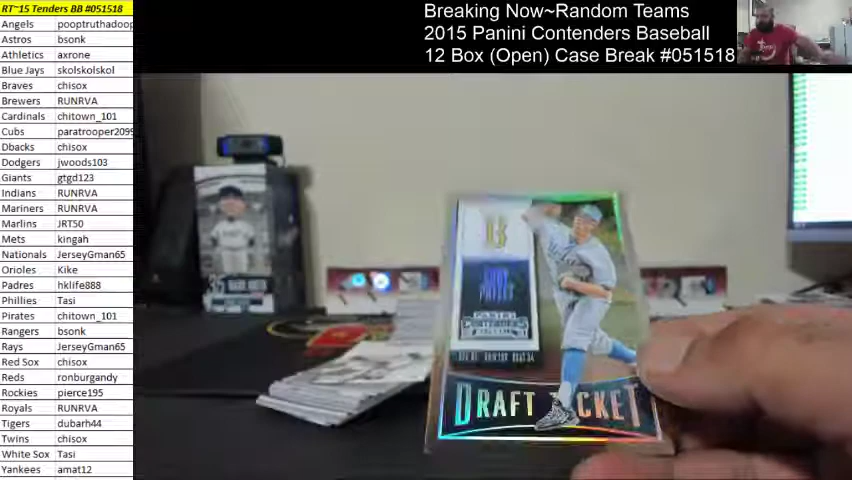 RT~15 Tenders BB #051518
Angels pooptruthadoop
Astros bsonk
Athletics axrone
Blue Jays skolskolskol
Braves chisox
Brewers RUNRVA
Cardinals chitown_101
Cubs paratrooper2099
Dbacks chisox
Dodgers jwoods103
Giants gtgd123
Indians RUNRVA
Mariners RUNRVA
Marlins JRT50
Mets kingah
Nationals JerseyGman65
Orioles Kike
Padres hklife888
Phillies Tasi
Pirates chitown_101
Rangers bsonk
Rays JerseyGman65
Red Sox chisox
Reds ronburgandy
Rockies pierce195
Royals RUNRVA
Tigers dubarh44
Twins chisox
White Sox Tasi
Yankees amat12
Breaking Now~Random Teams
2015 Panini Contenders Baseball
12 Box (Open) Case Break #051518
PANINI
DRAFT TICKET
35